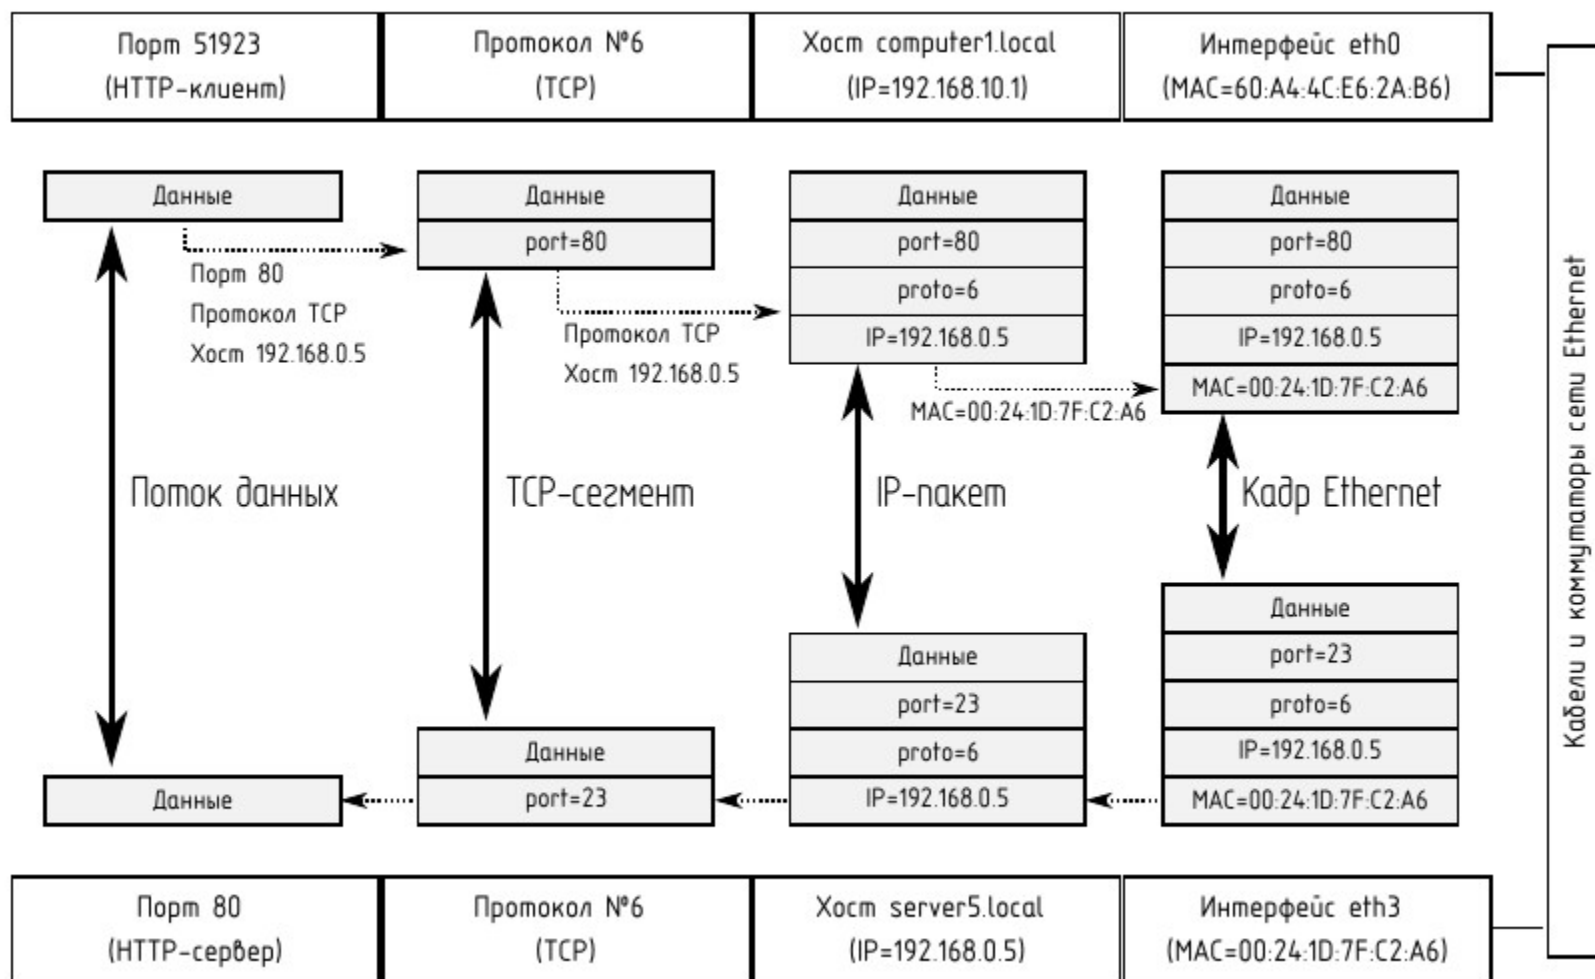 Порт 51923
(HTTP-клиент)
Протокол №6
(TCP)
Хост computer1.local
(IP=192.168.10.1)
Интерфейс eth0
(MAC=60:A4:4C:E6:2A:B6)
Данные
Порт 80
Протокол TCP
Хост 192.168.0.5
Данные
port=80
Протокол TCP
Хост 192.168.0.5
Данные
port=80
proto=6
IP=192.168.0.5
MAC=00:24:1D:7F:C2:A6
Данные
port=80
proto=6
IP=192.168.0.5
MAC=00:24:1D:7F:C2:A6
Поток данных
TCP-сегмент
IP-пакет
Кадр Ethernet
Данные
Данные
port=23
Данные
port=23
proto=6
IP=192.168.0.5
Данные
port=23
proto=6
IP=192.168.0.5
MAC=00:24:1D:7F:C2:A6
Порт 80
(HTTP-сервер)
Протокол №6
(TCP)
Хост server5.local
(IP=192.168.0.5)
Интерфейс eth3
(MAC=00:24:1D:7F:C2:A6)
Кабели и коммутаторы сети Ethernet